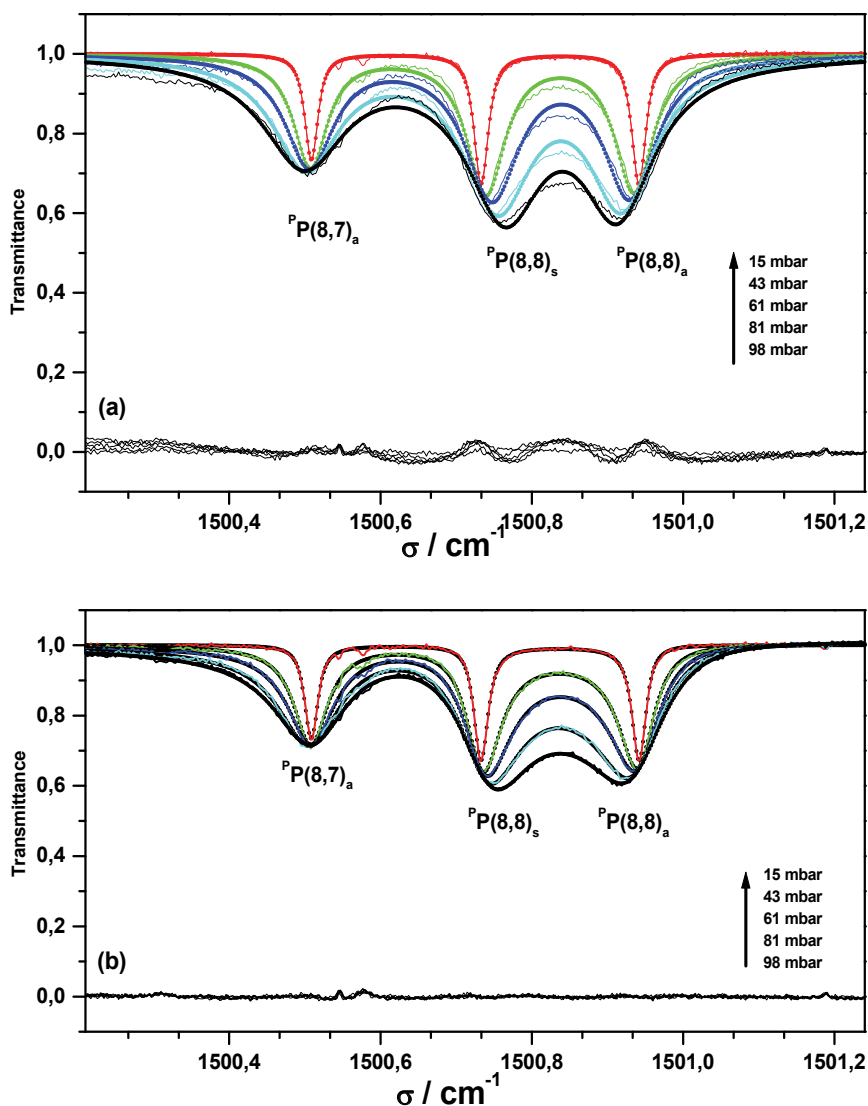 1,0
0,8
0,6
0,4
0,2
0,0
Transmittance
PP(8,7)a
PP(8,8)s
PP(8,8)a
15 mbar
43 mbar
61 mbar
81 mbar
98 mbar
(a)
1500,4 1500,6 1500,8 1501,0 1501,2
σ / cm-1
1,0
0,8
0,6
0,4
0,2
0,0
Transmittance
PP(8,7)a
PP(8,8)s
PP(8,8)a
15 mbar
43 mbar
61 mbar
81 mbar
98 mbar
(b)
1500,4 1500,6 1500,8 1501,0 1501,2
σ / cm-1